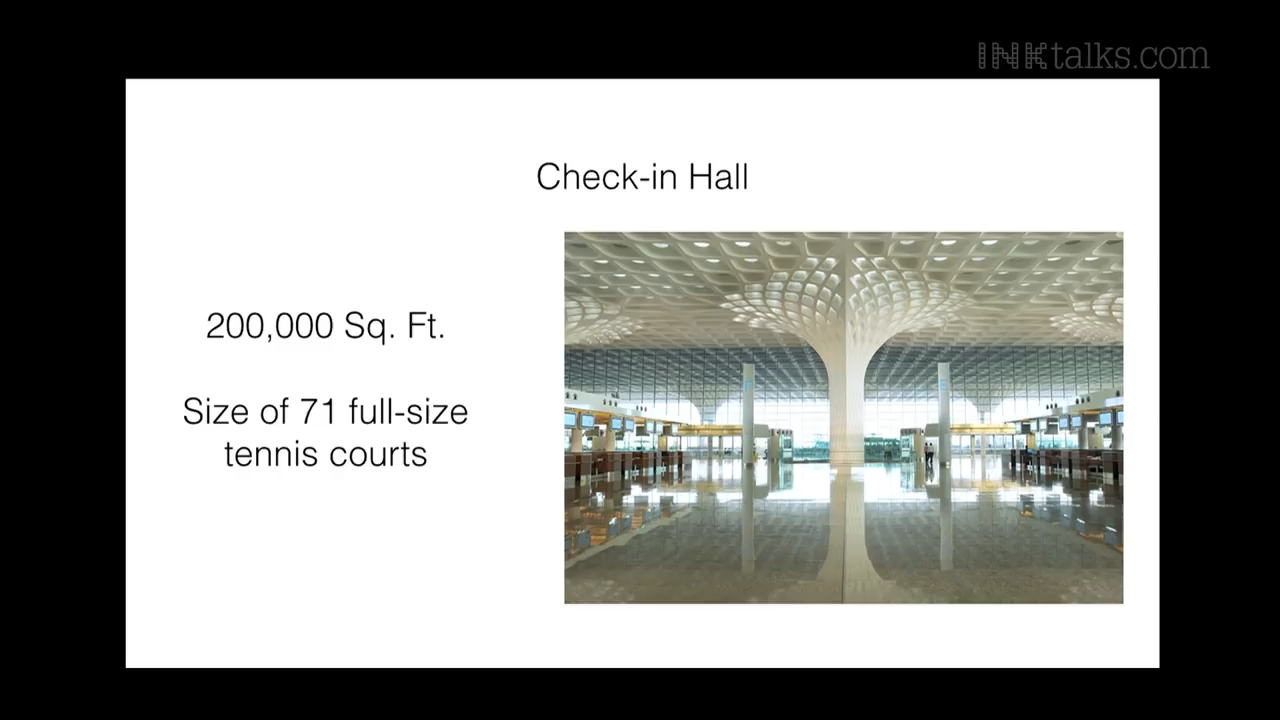 INKtalks.com
Check-in Hall
200,000 Sq. Ft.
Size of 71 full-size
tennis courts